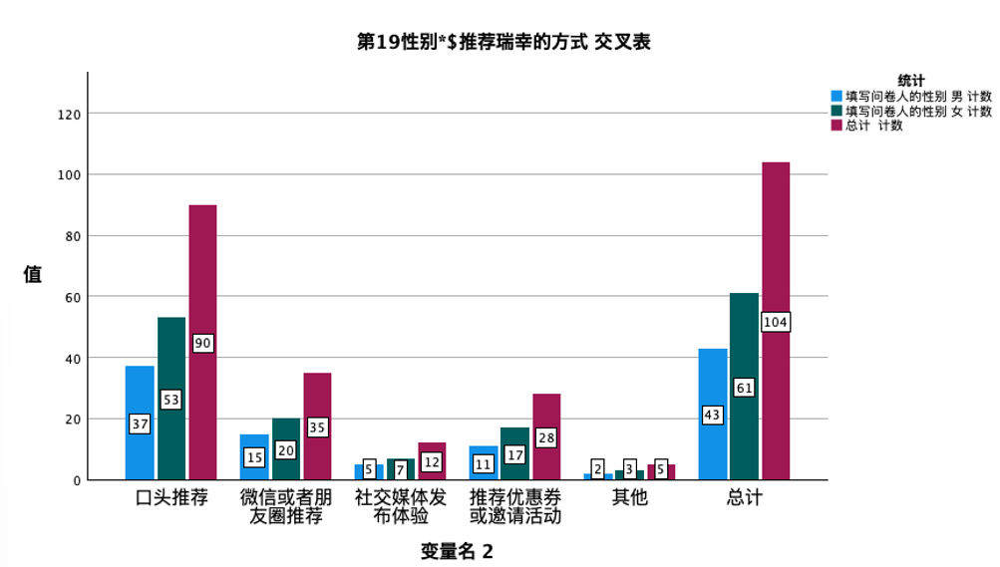 第19性别*$推荐瑞幸的方式 交叉表
统计
填写问卷人的性别 男 计数
填写问卷人的性别 女 计数
总计 计数
值
120
100
80
60
40
20
0
37
53
90
15
20
35
5
7
12
11
17
28
2
3
5
43
61
104
口头推荐
微信或者朋
友圈推荐
社交媒体发
布体验
推荐优惠券
或邀请活动
其他
总计
变量名 2